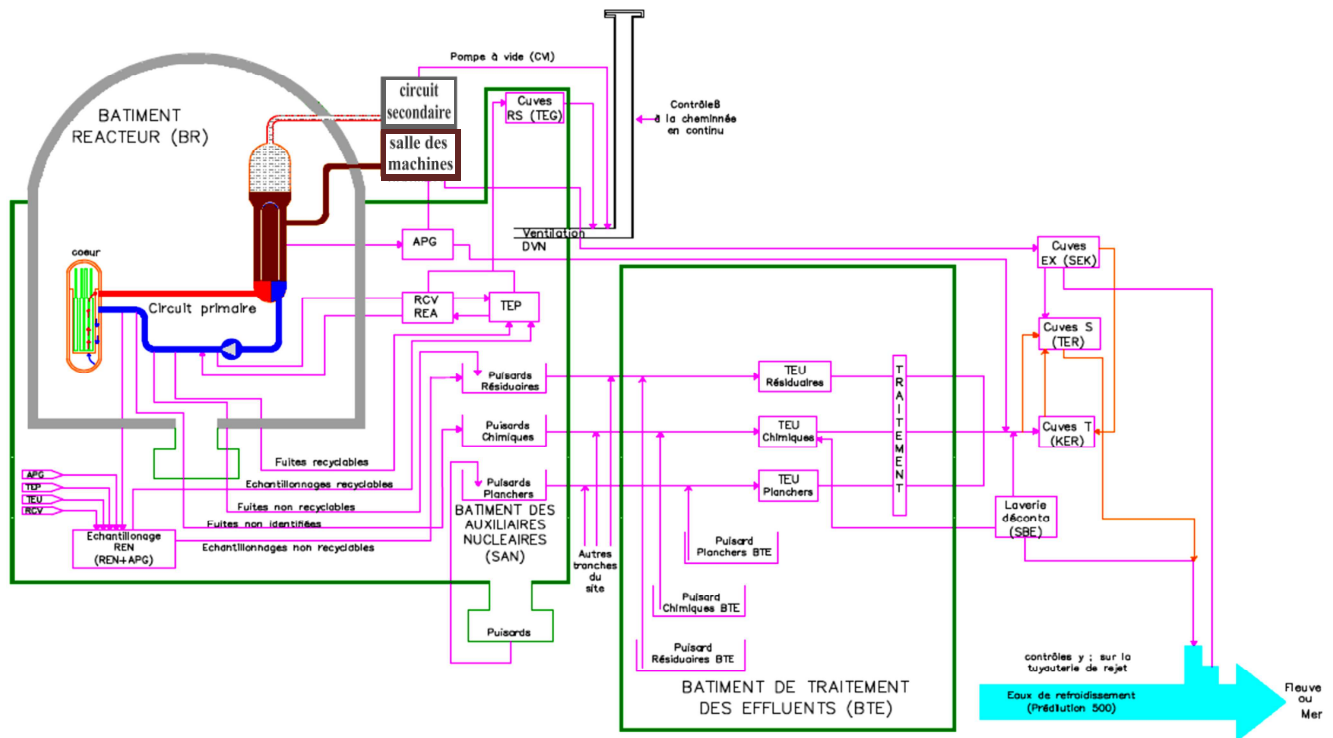 Pompe à vide (CVI)
circuit
secondaire
salle des
machines
Cuves
RS (TEG)
BATIMENT
REACTEUR (BR)
ContrôleB
à la cheminnée
en continu
Ventilation
DVN
APG
Cuves
EX (SEK)
coeur
Circuit primaire
RCV
REA
TEP
Cuves S
(TER)
Puisards
Résiduaires
TEU
Résiduaires
TRAITEMENT
Puisards
Chimiques
TEU
Chimiques
Cuves T
(KER)
Fuites recyclables
Echantillonnages recyclables
Puisards
Planchers
TEU
Planchers
APG
TEP
TEU
RCV
Fuites non recyclables
Fuites non identifiées
Echantillonnages non recyclables
Echantillonage
REN
(REN+APG)
BATIMENT DES
AUXILIAIRES
NUCLEAIRES
(SAN)
Laverie
déconta
(SBE)
Autres
tranches
du
site
Puisard
Planchers BTE
Puisard
Chimiques BTE
Puisards
Puisard
Résiduaires BTE
BATIMENT DE TRAITEMENT
DES EFFLUENTS (BTE)
contrôles y ; sur la
tuyauterie de rejet
Eaux de refroidissement
(Prédilution 500)
Fleuve
ou
Mer